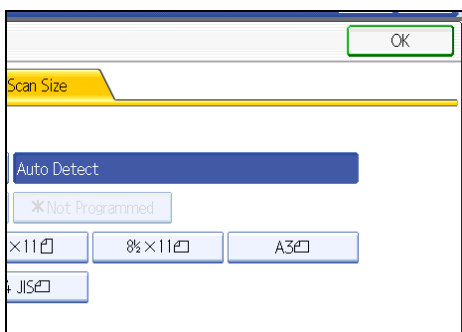 OK
Scan Size
Auto Detect
*Not Programmed
×11 8½×11 A3
JIS